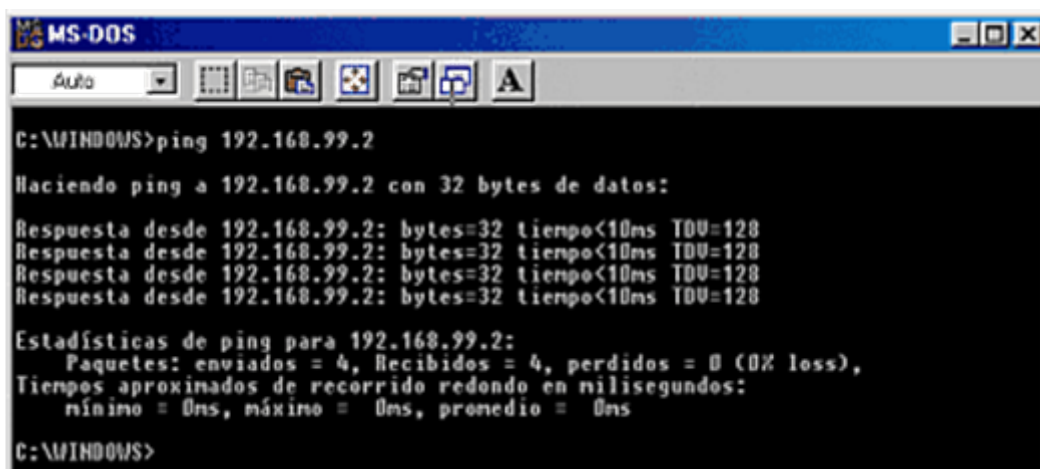 MS-DOS
Auto
A
C:\WINDOWS>ping 192.168.99.2
Haciendo ping a 192.168.99.2 con 32 bytes de datos:
Respuesta desde 192.168.99.2: bytes=32 tiempo<10ms TDV=128
Respuesta desde 192.168.99.2: bytes=32 tiempo<10ms TDV=128
Respuesta desde 192.168.99.2: bytes=32 tiempo<10ms TDV=128
Respuesta desde 192.168.99.2: bytes=32 tiempo<10ms TDV=128
Estadísticas de ping para 192.168.99.2:
Paquetes: enviados = 4, Recibidos = 4, perdidos = 0 (0% loss),
Tiempos aproximados de recorrido redondo en milisegundos:
mínimo = 0ms, máximo =  0ms, promedio =  0ms
C:\WINDOWS>